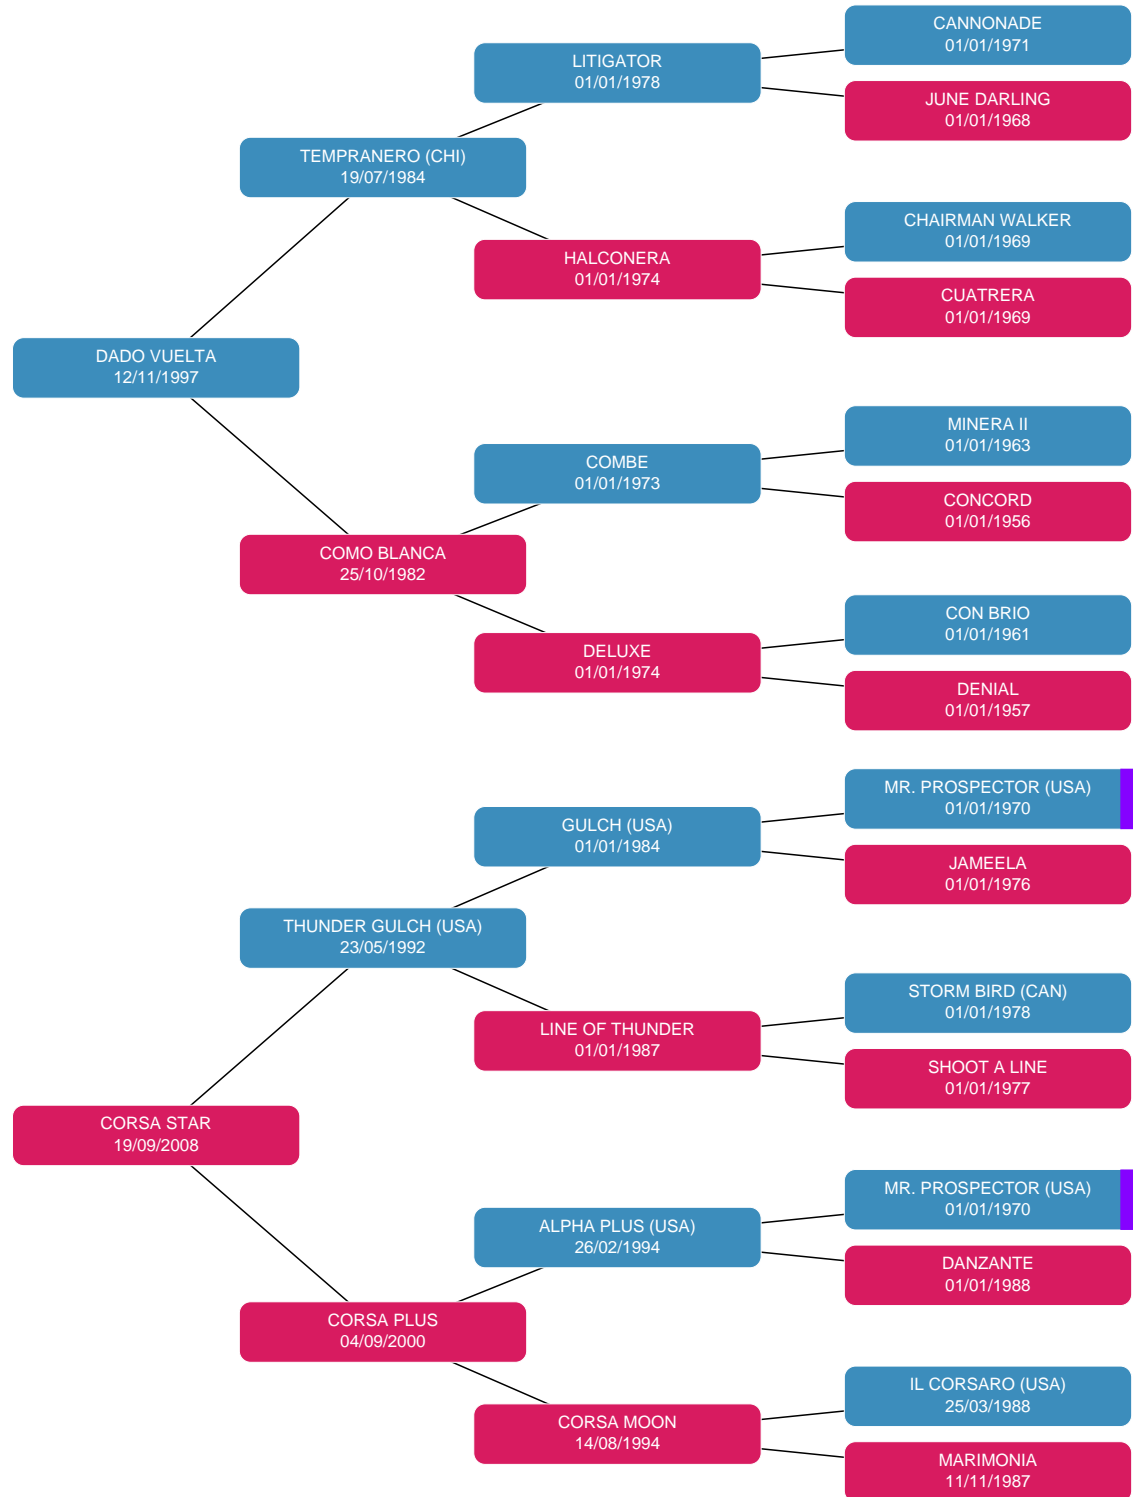 CANNONADE
01/01/1971
LITIGATOR
01/01/1978
JUNE DARLING
01/01/1968
TEMPRANERO (CHI)
19/07/1984
CHAIRMAN WALKER
01/01/1969
HALCONERA
01/01/1974
CUATRERA
01/01/1969
DADO VUELTA
12/11/1997
MINERA II
01/01/1963
COMBE
01/01/1973
CONCORD
01/01/1956
COMO BLANCA
25/10/1982
CON BRIO
01/01/1961
DELUXE
01/01/1974
DENIAL
01/01/1957
MR. PROSPECTOR (USA)
01/01/1970
GULCH (USA)
01/01/1984
JAMEELA
01/01/1976
THUNDER GULCH (USA)
23/05/1992
STORM BIRD (CAN)
01/01/1978
LINE OF THUNDER
01/01/1987
SHOOT A LINE
01/01/1977
CORSA STAR
19/09/2008
MR. PROSPECTOR (USA)
01/01/1970
ALPHA PLUS (USA)
26/02/1994
DANZANTE
01/01/1988
CORSA PLUS
04/09/2000
IL CORSARO (USA)
25/03/1988
CORSA MOON
14/08/1994
MARIMONIA
11/11/1987